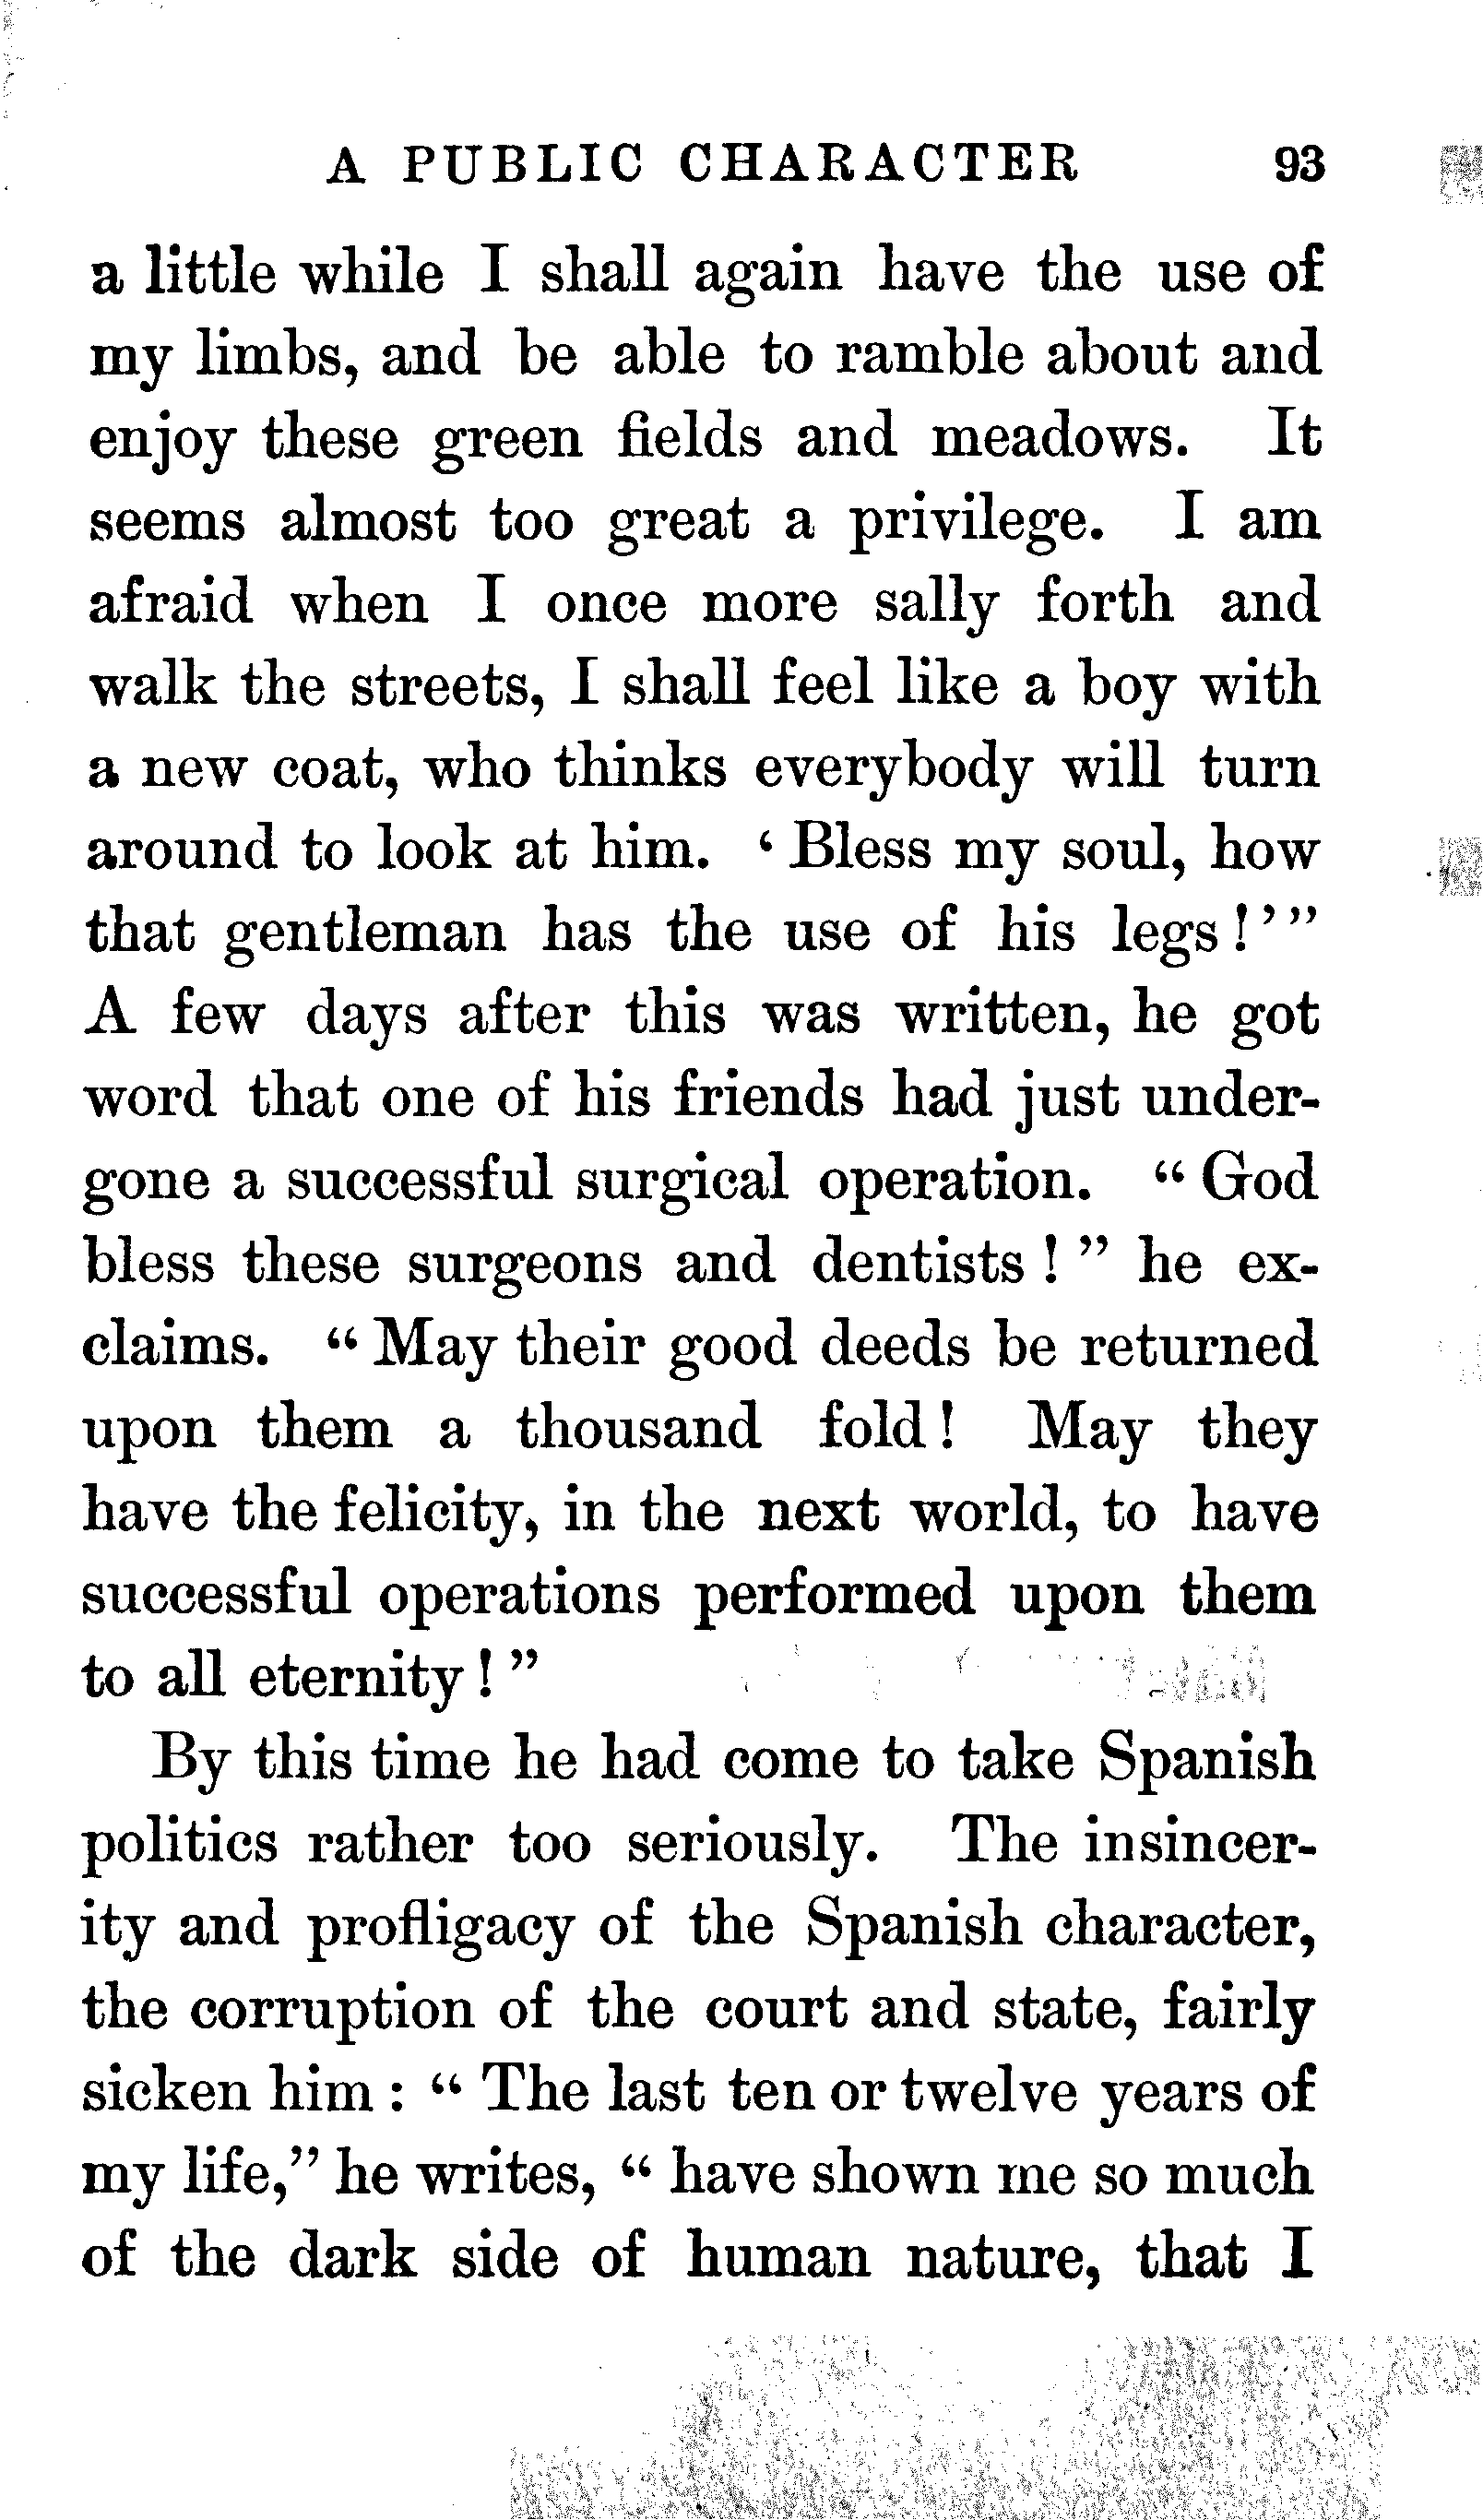 A PUBLIC CHARACTER 93
a little while I shall again have the use of
my limbs, and be able to ramble about and
enjoy these green fields and meadows. It
seems almost too great a privilege. I am
afraid when I once more sally forth and
walk the streets, I shall feel like a boy with
a new coat, who thinks everybody will turn
around to look at him. ‘ Bless my soul, how
that gentleman has the use of his legs!’”
A few days after this was written, he got
word that one of his friends had just under-
gone a successful surgical operation. “ God
bless these surgeons and dentists ! ” he ex-
claims. “ May their good deeds be returned
upon them a thousand fold! May they
have the felicity, in the next world, to have
successful operations performed upon them
to all eternity ! ”
By this time he had come to take Spanish
politics rather too seriously. The insincer-
ity and profligacy of the Spanish character,
the corruption of the court and state, fairly
sicken him : “ The last ten or twelve years of
my life,” he writes, “ have shown me so much
of the dark side of human nature, that I